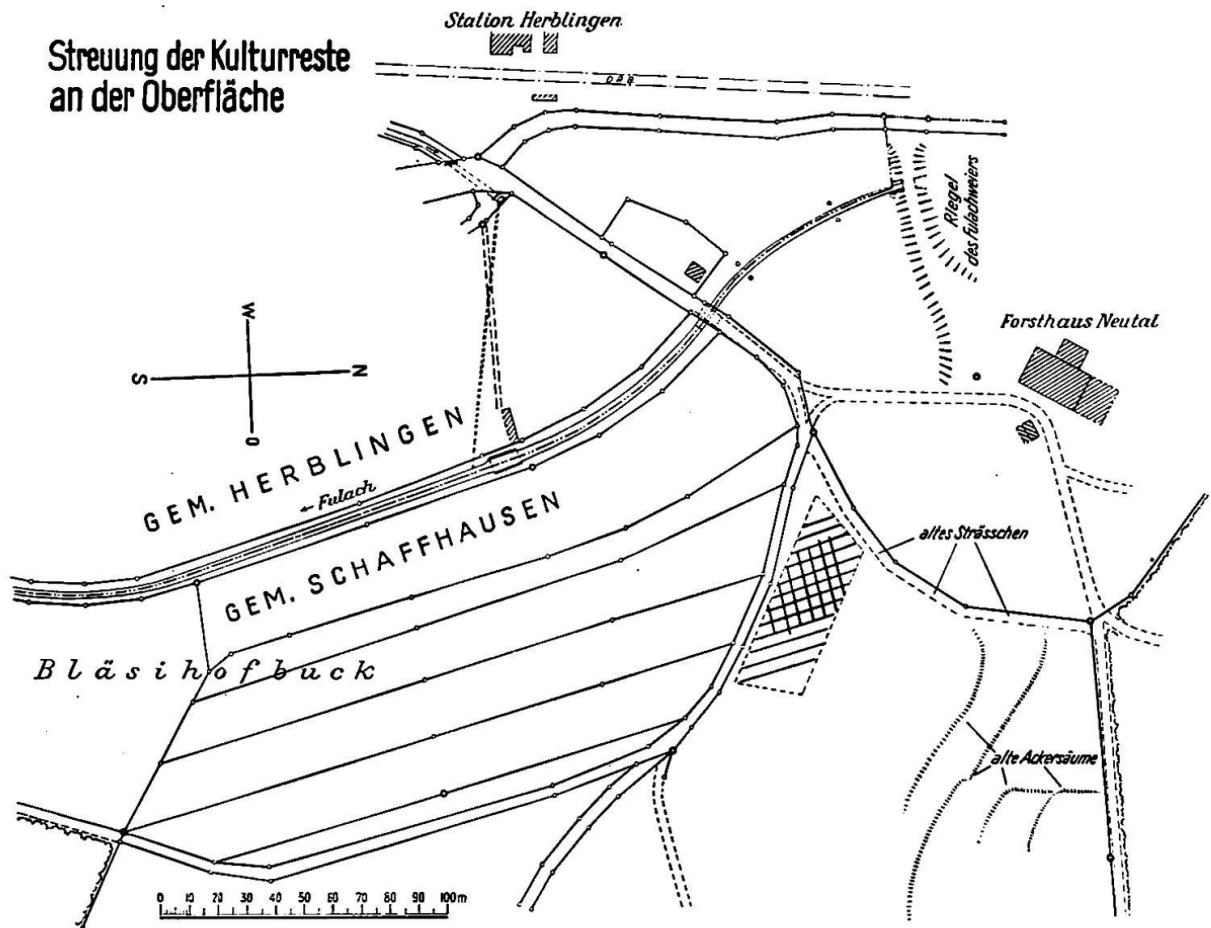 Station Herblingen
Streuung der Kulturreste
an der Oberfläche
D.R.B.
Riegel
des Fulachweiers
Forsthaus Neutal
W
S
N
O
GEM. HERBLINGEN
← Fulach
GEM. SCHAFFHAUSEN
altes Strässchen
Bläsihofbuck
alte Ackersäume
0 10 20 30 40 50 60 70 80 90 100m